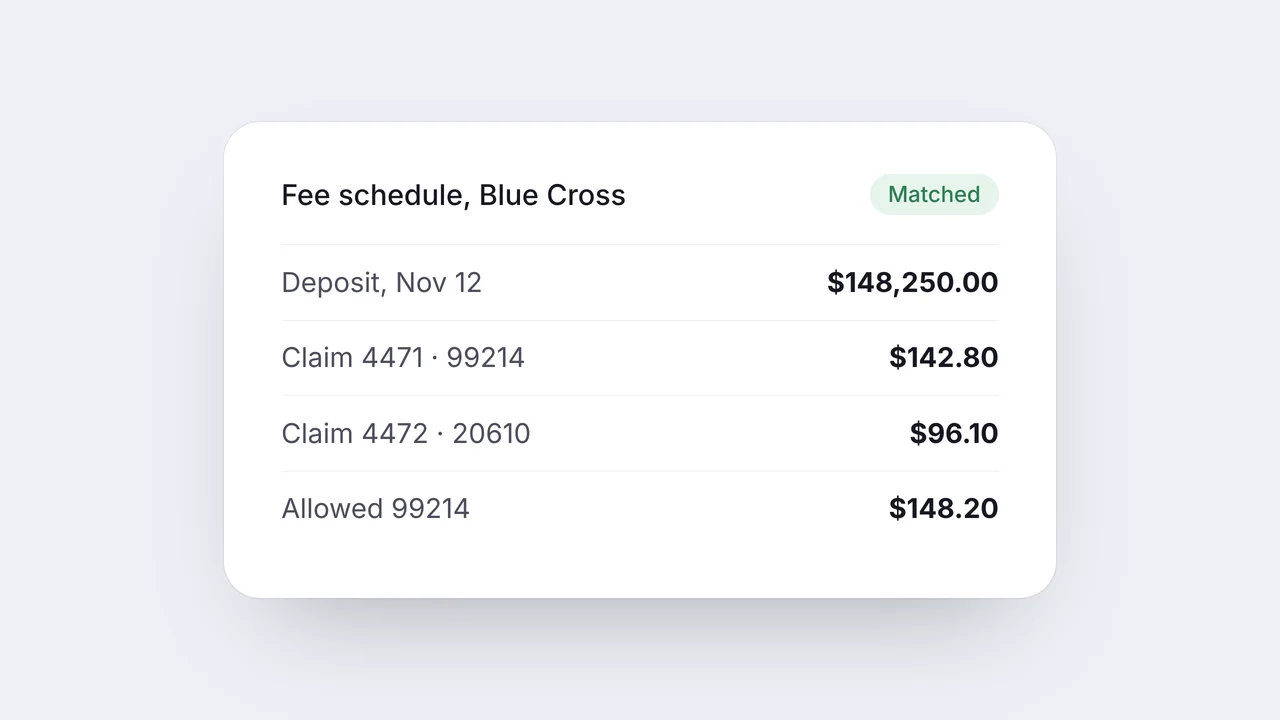 Fee schedule, Blue Cross Matched
Deposit, Nov 12 $148,250.00
Claim 4471 · 99214 $142.80
Claim 4472 · 20610 $96.10
Allowed 99214 $148.20